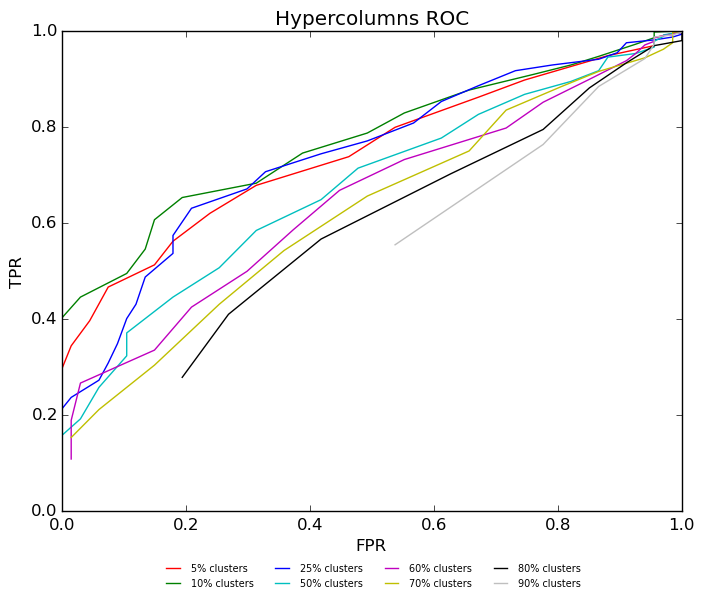 Hypercolumns ROC
1.0
0.8
0.6
0.4
0.2
0.0
TPR
0.0 0.2 0.4 0.6 0.8 1.0
FPR
5% clusters 25% clusters 60% clusters 80% clusters
10% clusters 50% clusters 70% clusters 90% clusters